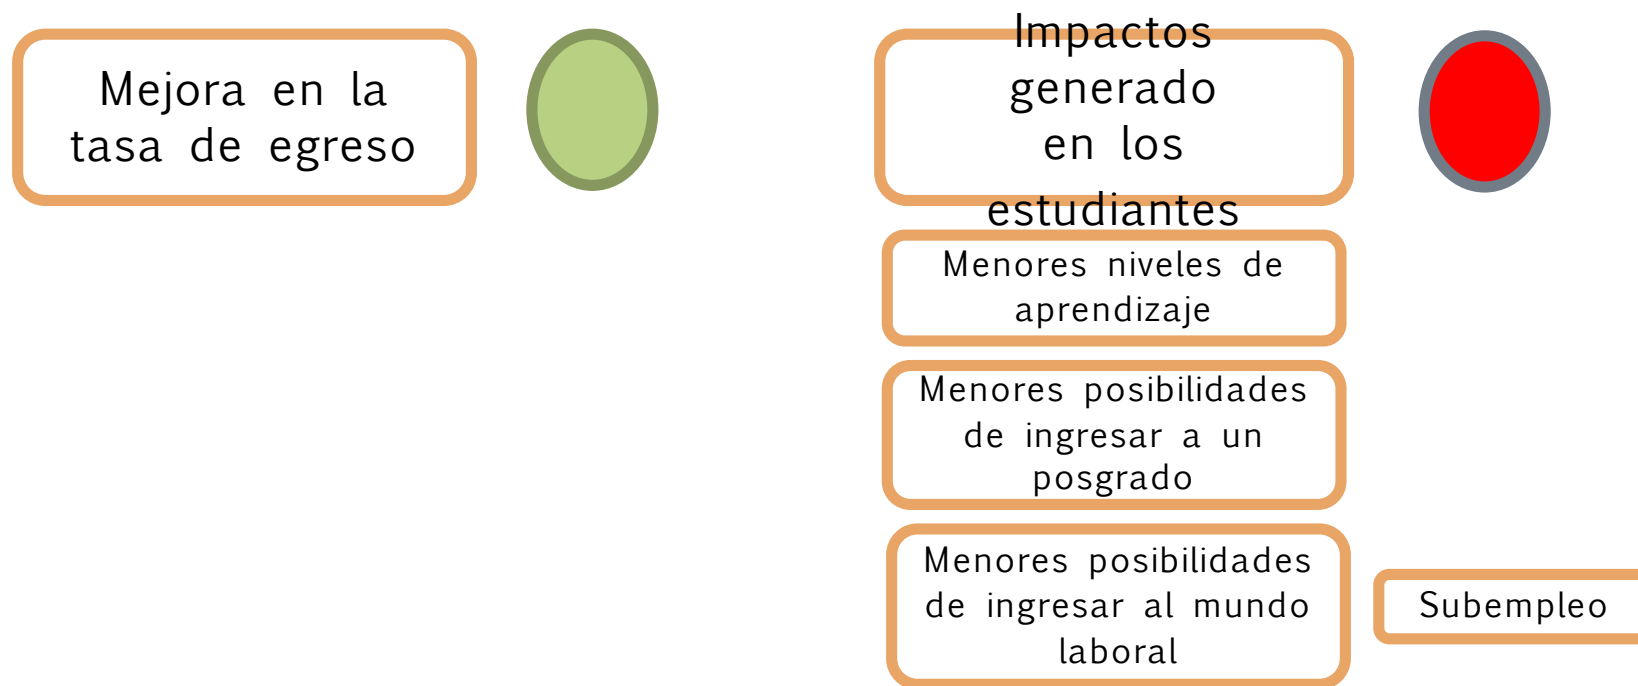 Mejora en la
tasa de egreso
Impactos
generado
en los
estudiantes
Menores niveles de
aprendizaje
Menores posibilidades
de ingresar a un
posgrado
Menores posibilidades
de ingresar al mundo
laboral
Subempleo